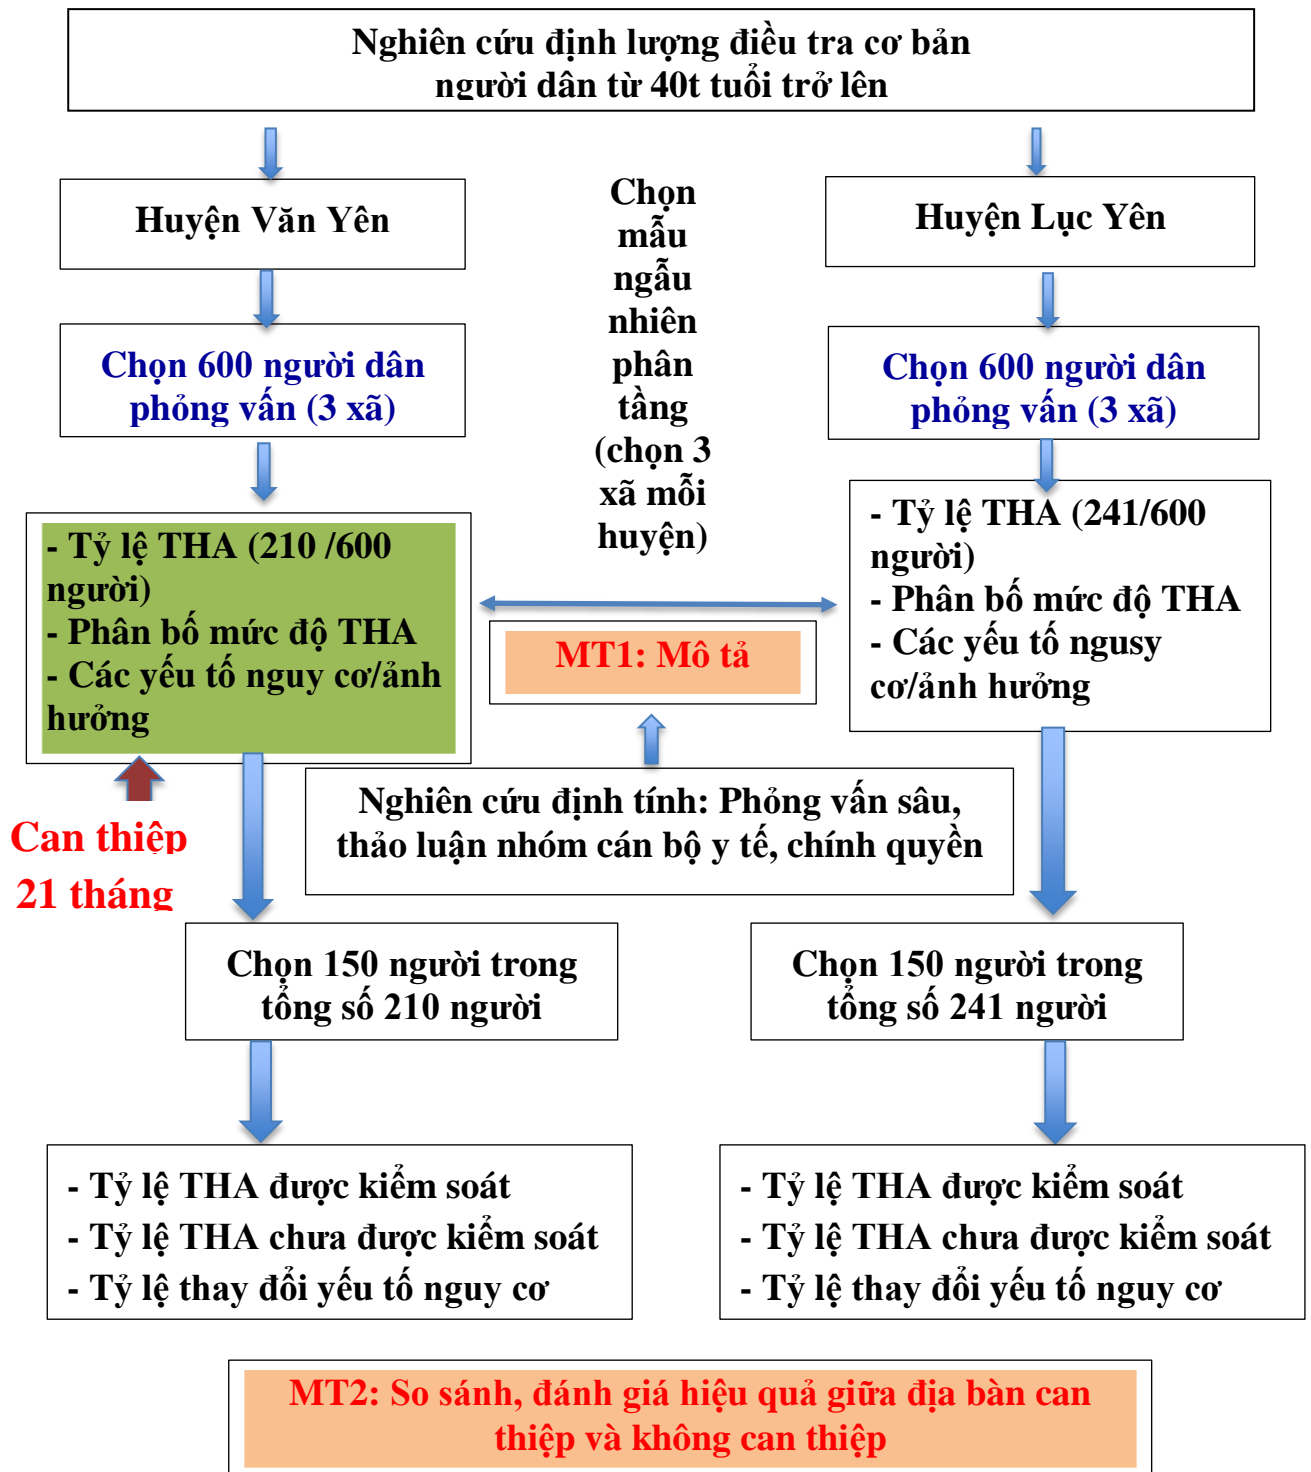 Nghiên cứu định lượng điều tra cơ bản
người dân từ 40t tuổi trở lên
Huyện Văn Yên
Chọn
mẫu
ngẫu
nhiên
phân
tầng
(chọn 3
xã mỗi
huyện)
Huyện Lục Yên
Chọn 600 người dân
phỏng vấn (3 xã)
Chọn 600 người dân
phỏng vấn (3 xã)
- Tỷ lệ THA (210 /600
người)
- Phân bố mức độ THA
- Các yếu tố nguy cơ/ảnh
hưởng
MT1: Mô tả
- Tỷ lệ THA (241/600
người)
- Phân bố mức độ THA
- Các yếu tố ngusy
cơ/ảnh hưởng
Can thiệp
21 tháng
Nghiên cứu định tính: Phỏng vấn sâu,
thảo luận nhóm cán bộ y tế, chính quyền
Chọn 150 người trong
tổng số 210 người
Chọn 150 người trong
tổng số 241 người
- Tỷ lệ THA được kiểm soát
- Tỷ lệ THA chưa được kiểm soát
- Tỷ lệ thay đổi yếu tố nguy cơ
- Tỷ lệ THA được kiểm soát
- Tỷ lệ THA chưa được kiểm soát
- Tỷ lệ thay đổi yếu tố nguy cơ
MT2: So sánh, đánh giá hiệu quả giữa địa bàn can
thiệp và không can thiệp